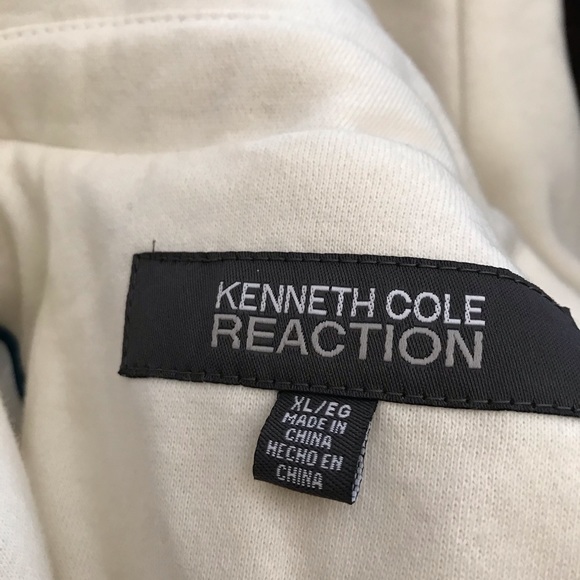 KENNETH COLE
REACTION
XL/EG
MADE IN
CHINA
HECHO EN
CHINA